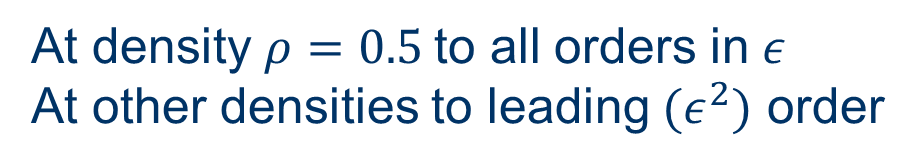 At density ρ = 0.5 to all orders in ϵ
At other densities to leading (ϵ²) order